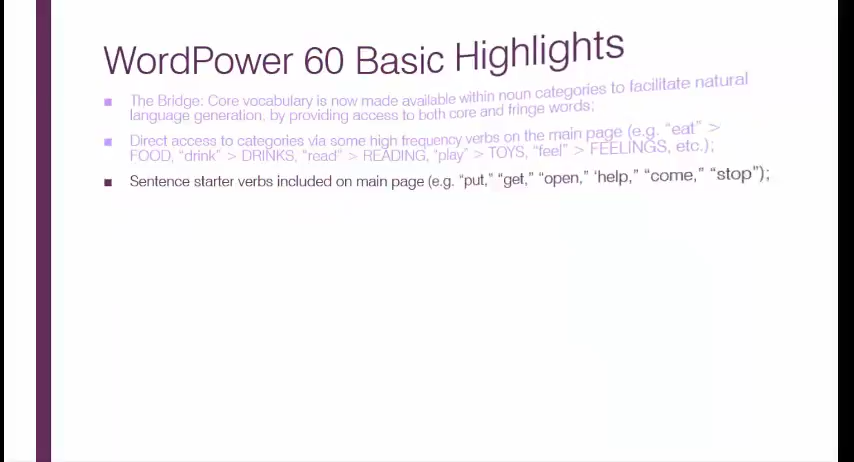 WordPower 60 Basic Highlights
The Bridge: Core vocabulary is now made available within noun categories to facilitate natural
language generation, by providing access to both core and fringe words;
Direct access to categories via some high frequency verbs on the main page (e.g. “eat” >
FOOD, “drink” > DRINKS, “read” > READING, “play” > TOYS, “feel” > FEELINGS, etc.);
Sentence starter verbs included on main page (e.g. “put,” “get,” “open,” ‘help,” “come,” “stop”);